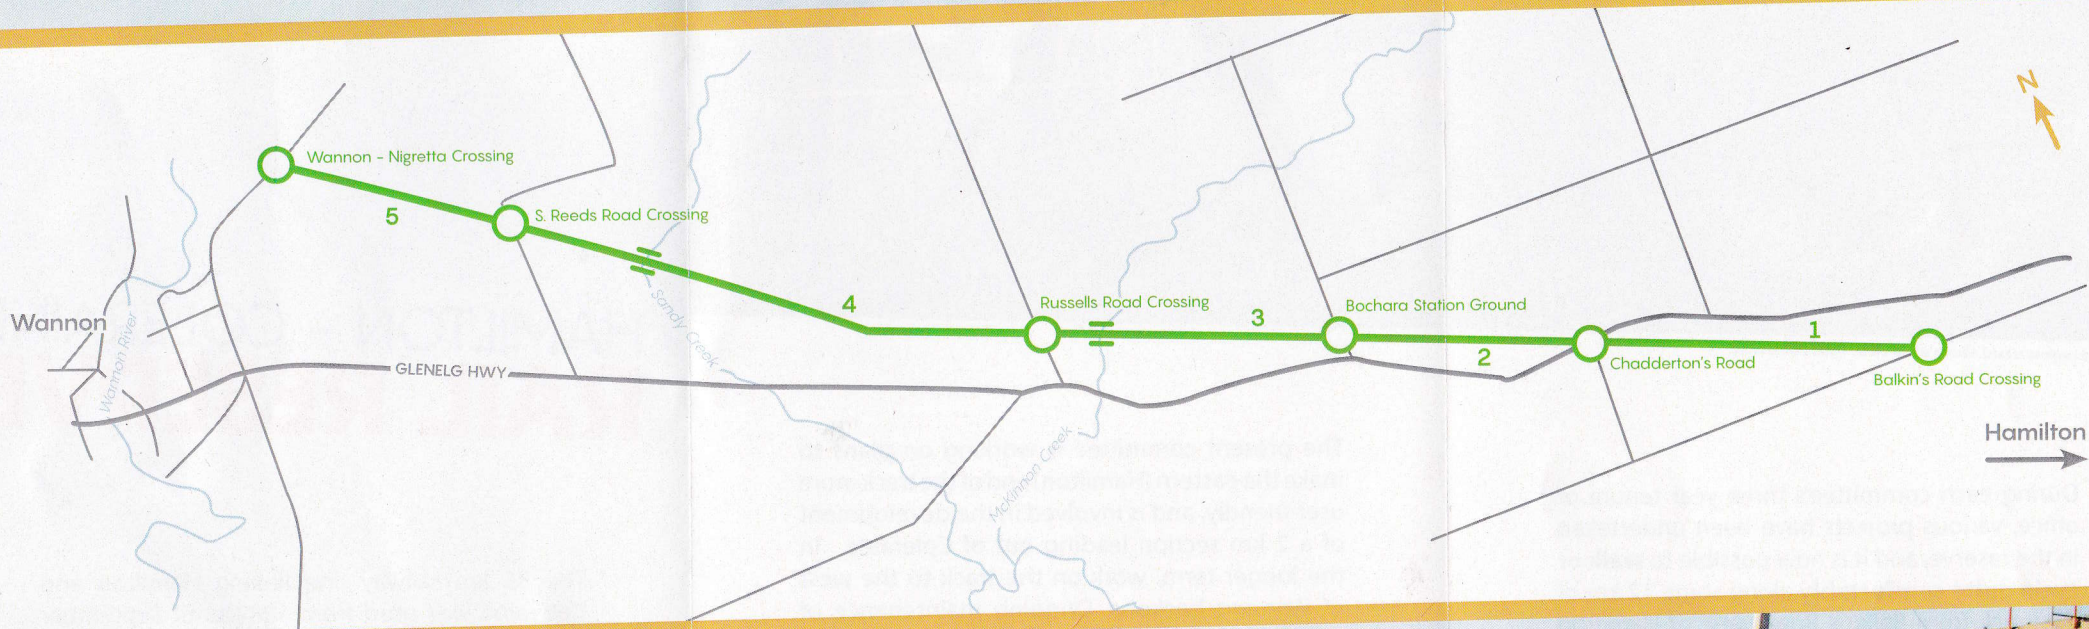 N
Wannon - Nigretta Crossing
5
S. Reeds Road Crossing
Sandy Creek
4
Russells Road Crossing
3
Bochara Station Ground
2
1
Chadderton's Road
Balkin's Road Crossing
Wannon
Wannon River
GLENELG HWY
McKinnon Creek
Hamilton